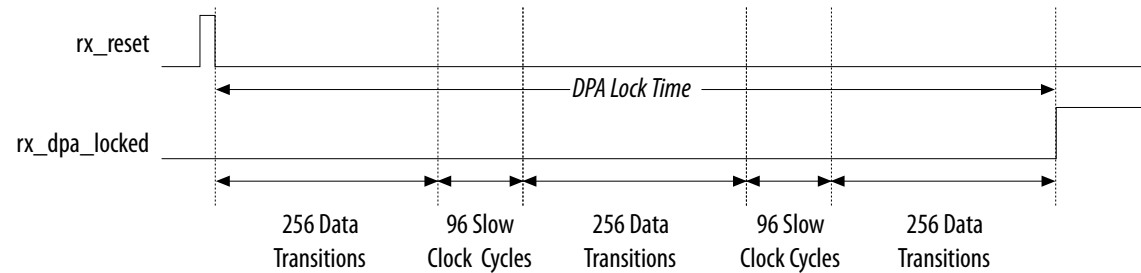 rx_reset
DPA Lock Time
rx_dpa_locked
256 Data
Transitions
96 Slow
Clock Cycles
256 Data
Transitions
96 Slow
Clock Cycles
256 Data
Transitions